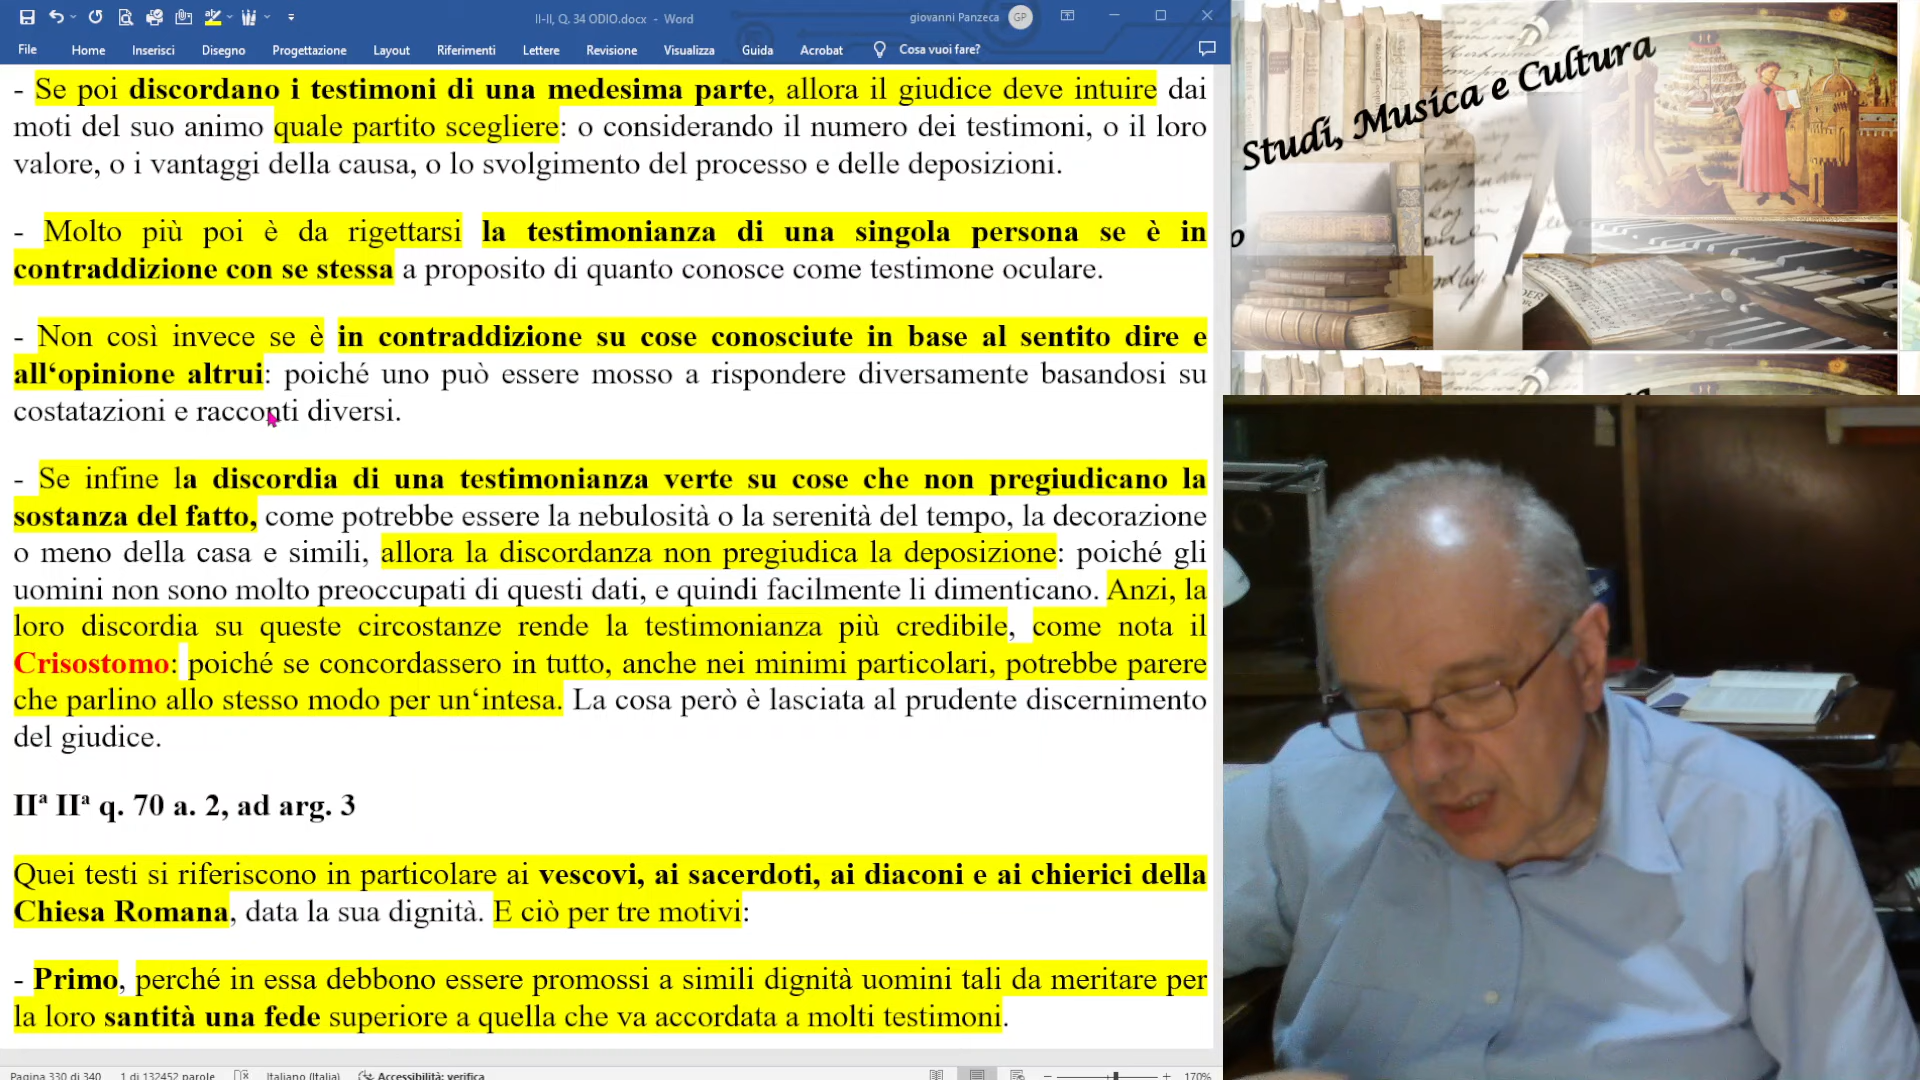 II-II, Q. 34 ODIO.docx - Word
giovanni Panzeca GP
File Home Inserisci Disegno Progettazione Layout Riferimenti Lettere Revisione Visualizza Guida Acrobat Cosa vuoi fare?
- Se poi discordano i testimoni di una medesima parte, allora il giudice deve intuire dai
moti del suo animo quale partito scegliere: o considerando il numero dei testimoni, o il loro
valore, o i vantaggi della causa, o lo svolgimento del processo e delle deposizioni.
- Molto più poi è da rigettarsi la testimonianza di una singola persona se è in
contraddizione con se stessa a proposito di quanto conosce come testimone oculare.
- Non così invece se è in contraddizione su cose conosciute in base al sentito dire e
all‘opinione altrui: poiché uno può essere mosso a rispondere diversamente basandosi su
costatazioni e racconti diversi.
- Se infine la discordia di una testimonianza verte su cose che non pregiudicano la
sostanza del fatto, come potrebbe essere la nebulosità o la serenità del tempo, la decorazione
o meno della casa e simili, allora la discordanza non pregiudica la deposizione: poiché gli
uomini non sono molto preoccupati di questi dati, e quindi facilmente li dimenticano. Anzi, la
loro discordia su queste circostanze rende la testimonianza più credibile, come nota il
Crisostomo: poiché se concordassero in tutto, anche nei minimi particolari, potrebbe parere
che parlino allo stesso modo per un‘intesa. La cosa però è lasciata al prudente discernimento
del giudice.
IIª IIª q. 70 a. 2, ad arg. 3
Quei testi si riferiscono in particolare ai vescovi, ai sacerdoti, ai diaconi e ai chierici della
Chiesa Romana, data la sua dignità. E ciò per tre motivi:
- Primo, perché in essa debbono essere promossi a simili dignità uomini tali da meritare per
la loro santità una fede superiore a quella che va accordata a molti testimoni.
Pagina 330 di 340 1 di 132452 parole Italiano (Italia) Accessibilità: verifica 170%
Studi, Musica e Cultura
o